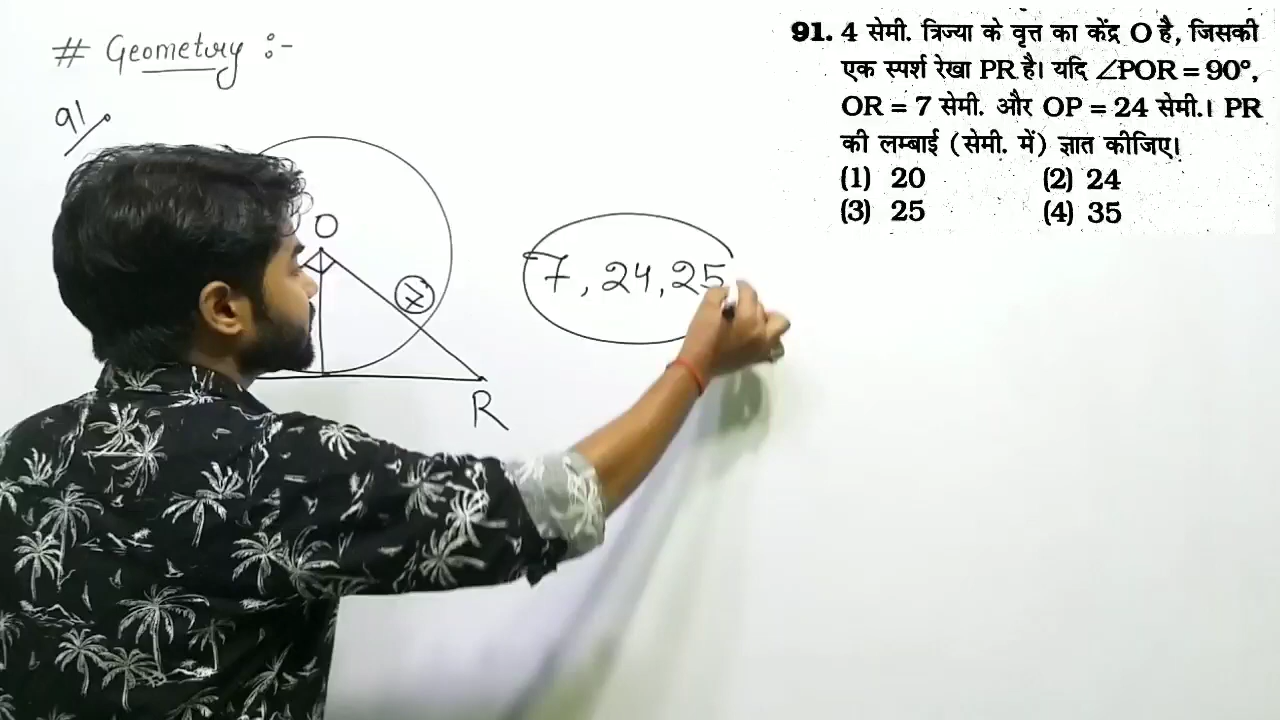 # Geometry :-
91.
O
7
R
7, 24, 25
91. 4 सेमी. त्रिज्या के वृत्त का केंद्र O है, जिसकी
एक स्पर्श रेखा PR है। यदि ∠POR = 90°,
OR = 7 सेमी. और OP = 24 सेमी.। PR
की लम्बाई (सेमी. में) ज्ञात कीजिए।
(1) 20 (2) 24
(3) 25 (4) 35